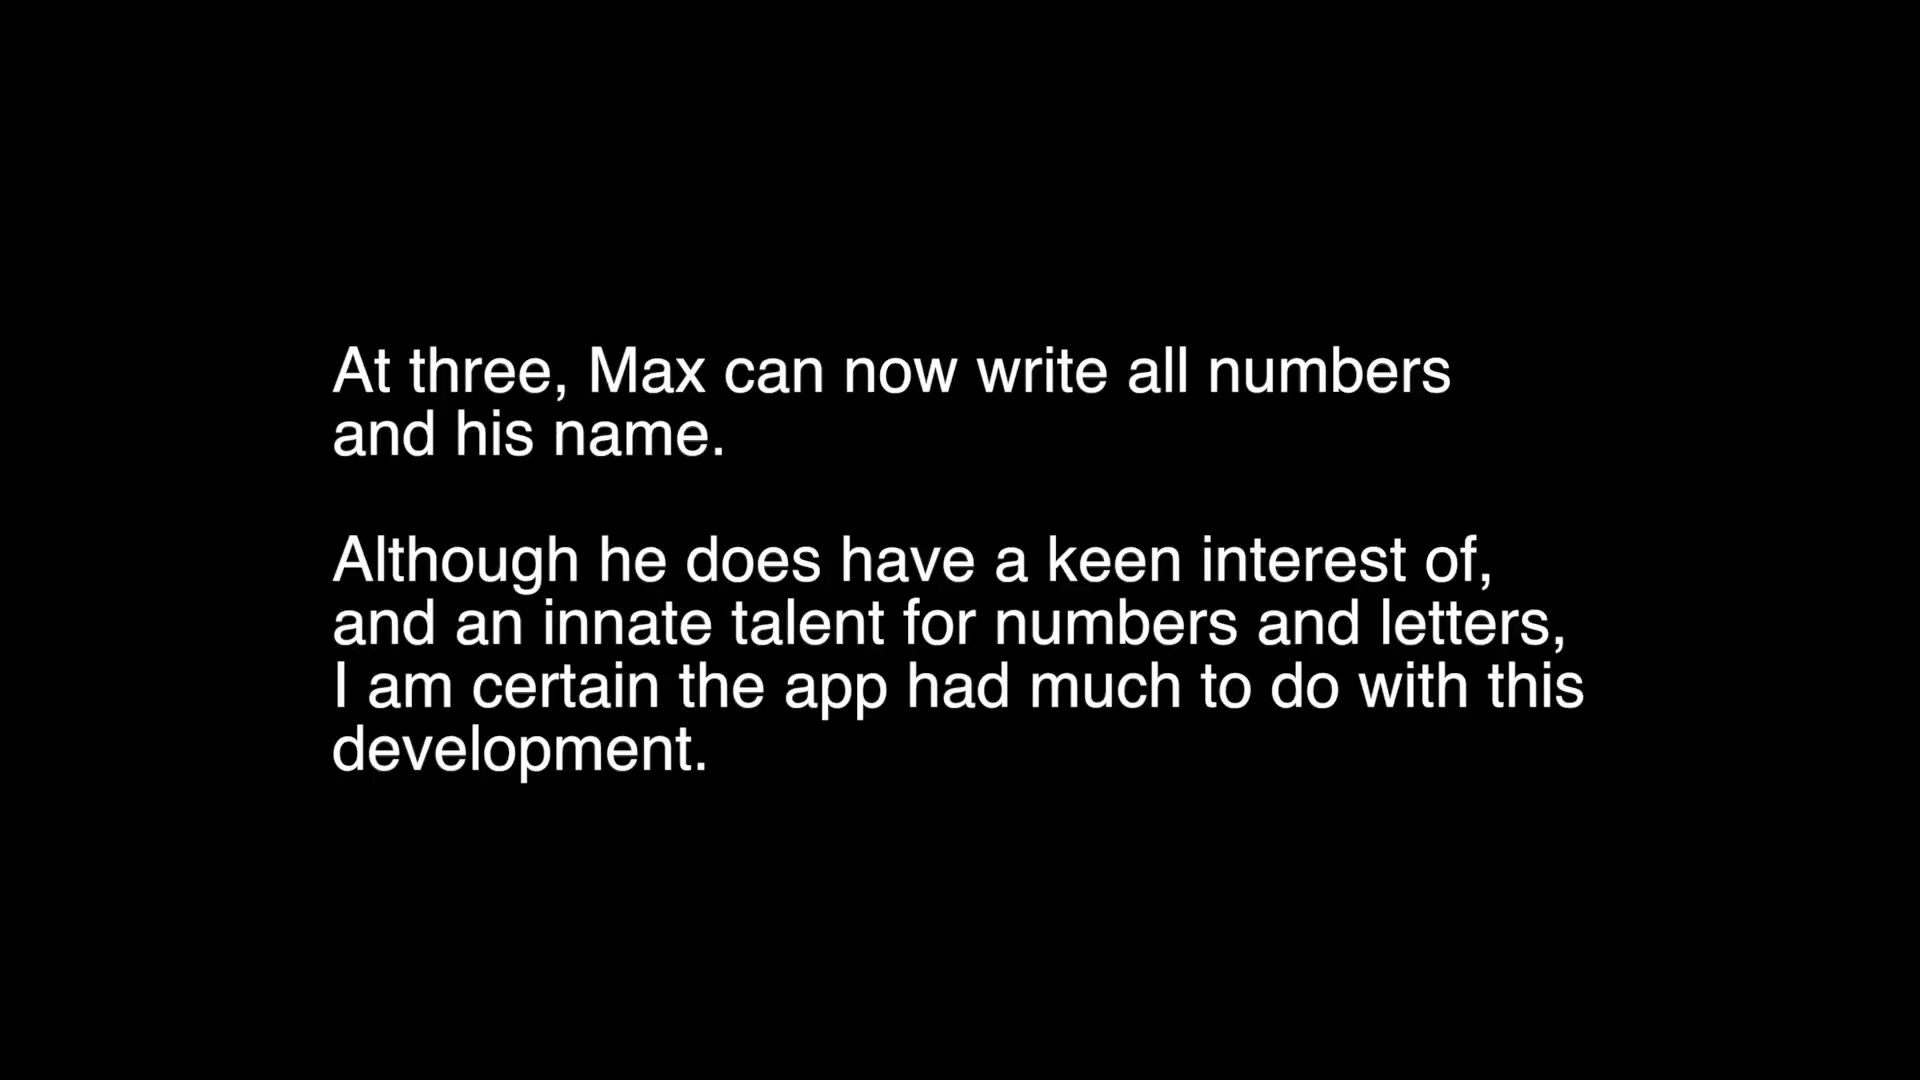 At three, Max can now write all numbers
and his name.
Although he does have a keen interest of,
and an innate talent for numbers and letters,
I am certain the app had much to do with this
development.